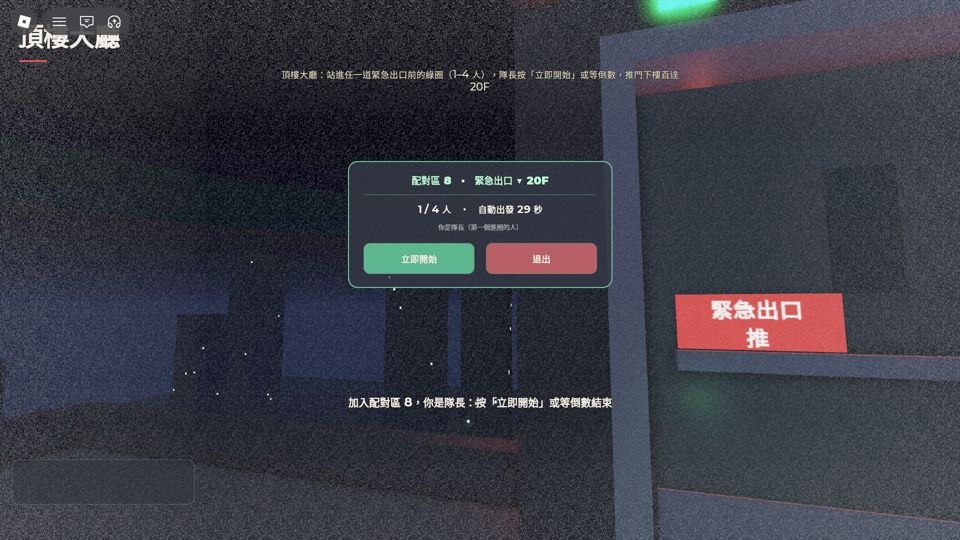 頂樓大廳
頂樓大廳：站進任一道緊急出口前的綠圈（1–4 人），隊長按「立即開始」或等倒數，推門下樓直達
20F
配對區 8 • 緊急出口 ▼ 20F
1 / 4 人 • 自動出發 29 秒
你是隊長（第一個進圈的人）
立即開始
退出
緊急出口
推
加入配對區 8，你是隊長：按「立即開始」或等倒數結束